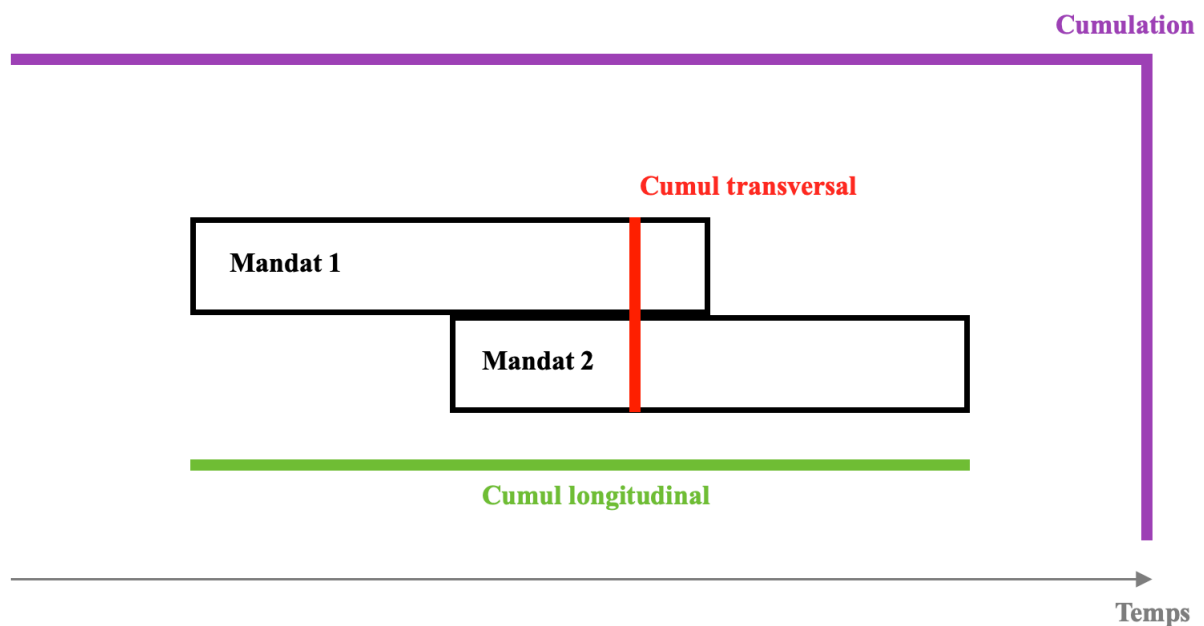 Cumulation
Cumul transversal
Mandat 1
Mandat 2
Cumul longitudinal
Temps